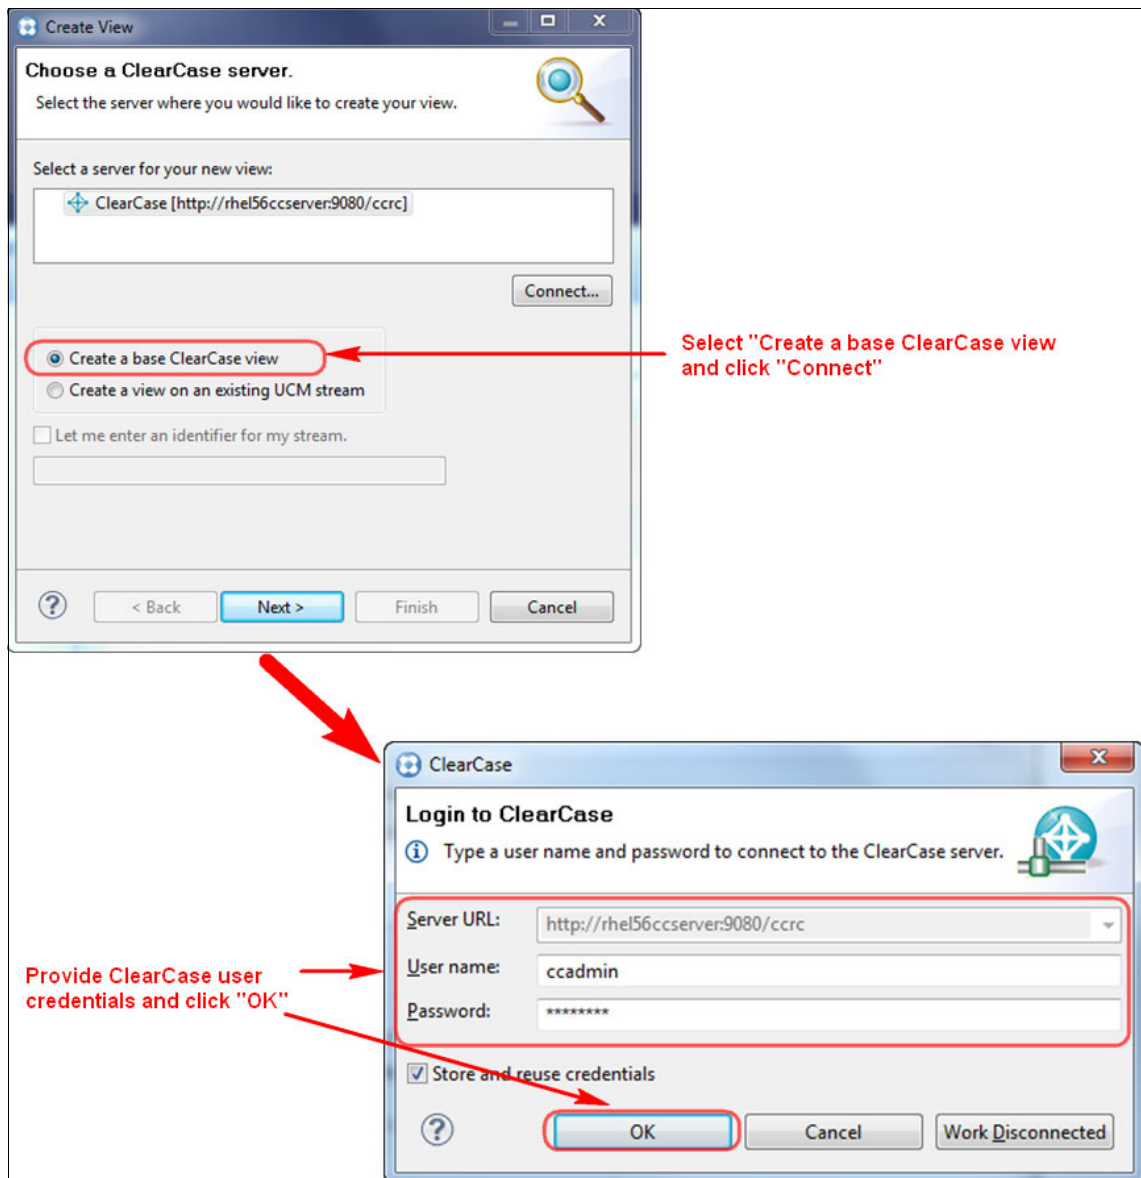 Create View
Choose a ClearCase server.
Select the server where you would like to create your view.
Select a server for your new view:
ClearCase [http://rhel56ccserver:9080/ccrc]
Connect...
Create a base ClearCase view
Create a view on an existing UCM stream
Let me enter an identifier for my stream.
Select "Create a base ClearCase view
and click "Connect"
< Back
Next >
Finish
Cancel
ClearCase
Login to ClearCase
Type a user name and password to connect to the ClearCase server.
Server URL:
http://rhel56ccserver:9080/ccrc
User name:
ccadmin
Password:
********
Provide ClearCase user
credentials and click "OK"
Store and reuse credentials
OK
Cancel
Work Disconnected